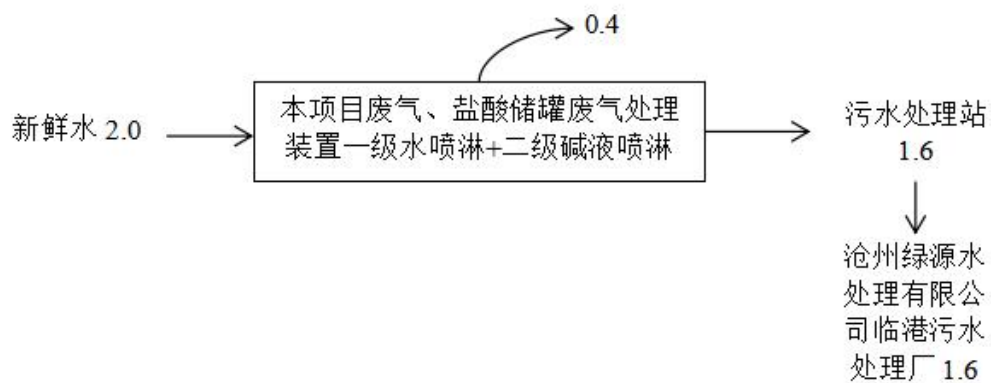 0.4
新鲜水 2.0
本项目废气、盐酸储罐废气处理
装置一级水喷淋+二级碱液喷淋
污水处理站
1.6
沧州绿源水
处理有限公
司临港污水
处理厂 1.6